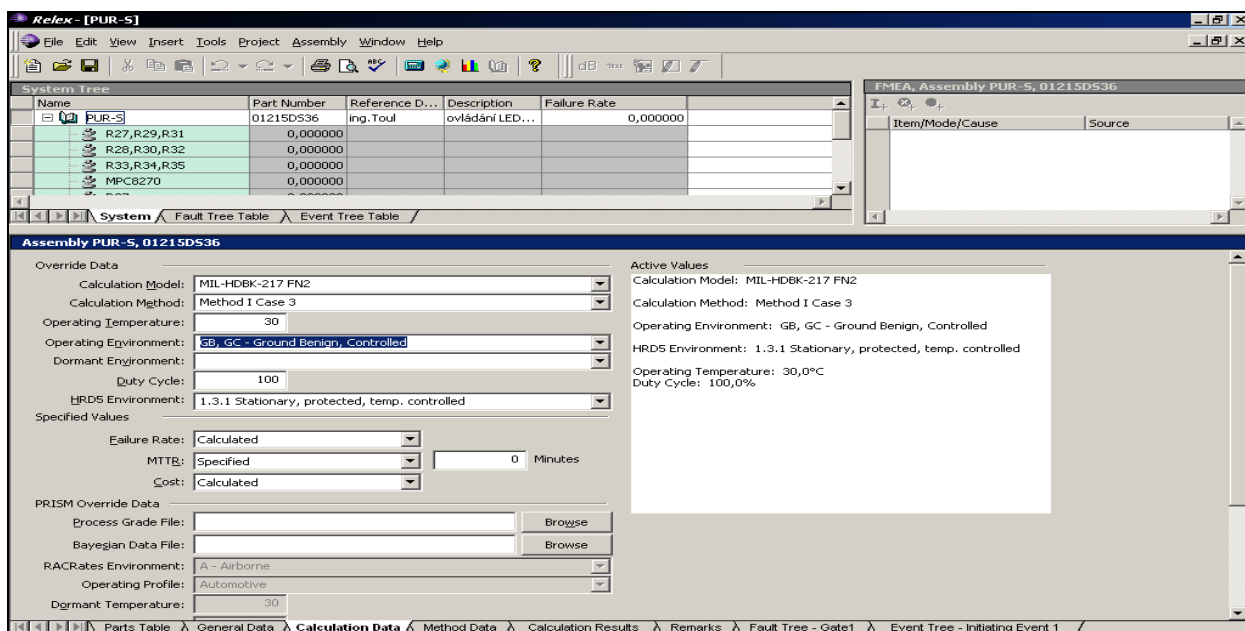 Relex - [PUR-S]
File Edit View Insert Tools Project Assembly Window Help
System Tree
FMEA, Assembly PUR-S, 01215DS36
Name Part Number Reference D... Description Failure Rate
Item/Mode/Cause Source
PUR-S 01215DS36 ing.Toul ovládání LED... 0,000000
R27,R29,R31 0,000000
R28,R30,R32 0,000000
R33,R34,R35 0,000000
MPC8270 0,000000
System Fault Tree Table Event Tree Table
Assembly PUR-S, 01215DS36
Override Data
Calculation Model: MIL-HDBK-217 FN2
Calculation Method: Method I Case 3
Operating Temperature: 30
Operating Environment: GB, GC - Ground Benign, Controlled
Dormant Environment:
Duty Cycle: 100
HRD5 Environment: 1.3.1 Stationary, protected, temp. controlled
Specified Values
Failure Rate: Calculated
MTTR: Specified 0 Minutes
Cost: Calculated
PRISM Override Data
Process Grade File: Browse
Bayesian Data File: Browse
RACRates Environment: A - Airborne
Operating Profile: Automotive
Dormant Temperature: 30
Active Values
Calculation Model: MIL-HDBK-217 FN2
Calculation Method: Method I Case 3
Operating Environment: GB, GC - Ground Benign, Controlled
HRD5 Environment: 1.3.1 Stationary, protected, temp. controlled
Operating Temperature: 30,0°C
Duty Cycle: 100,0%
Parts Table General Data Calculation Data Method Data Calculation Results Remarks Fault Tree - Gate1 Event Tree - Initiating Event 1